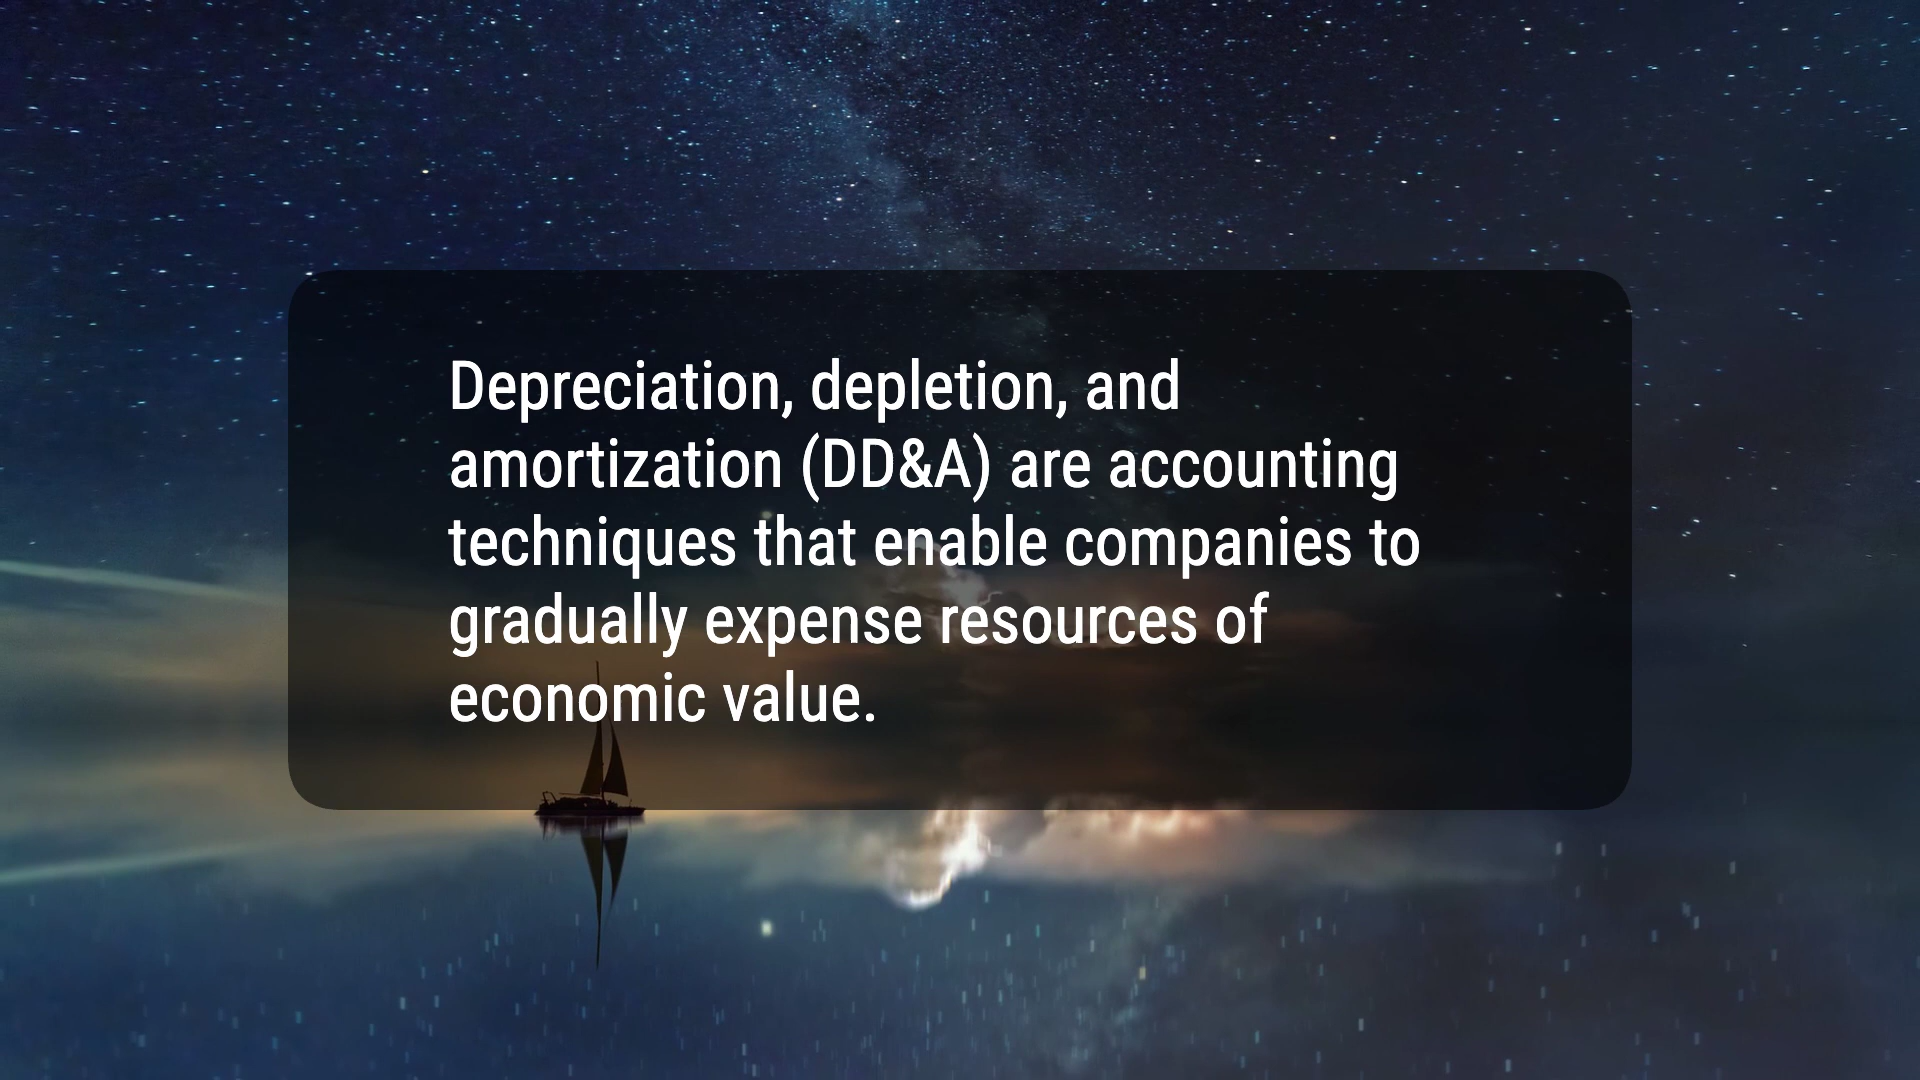 Depreciation, depletion, and
amortization (DD&A) are accounting
techniques that enable companies to
gradually expense resources of
economic value.